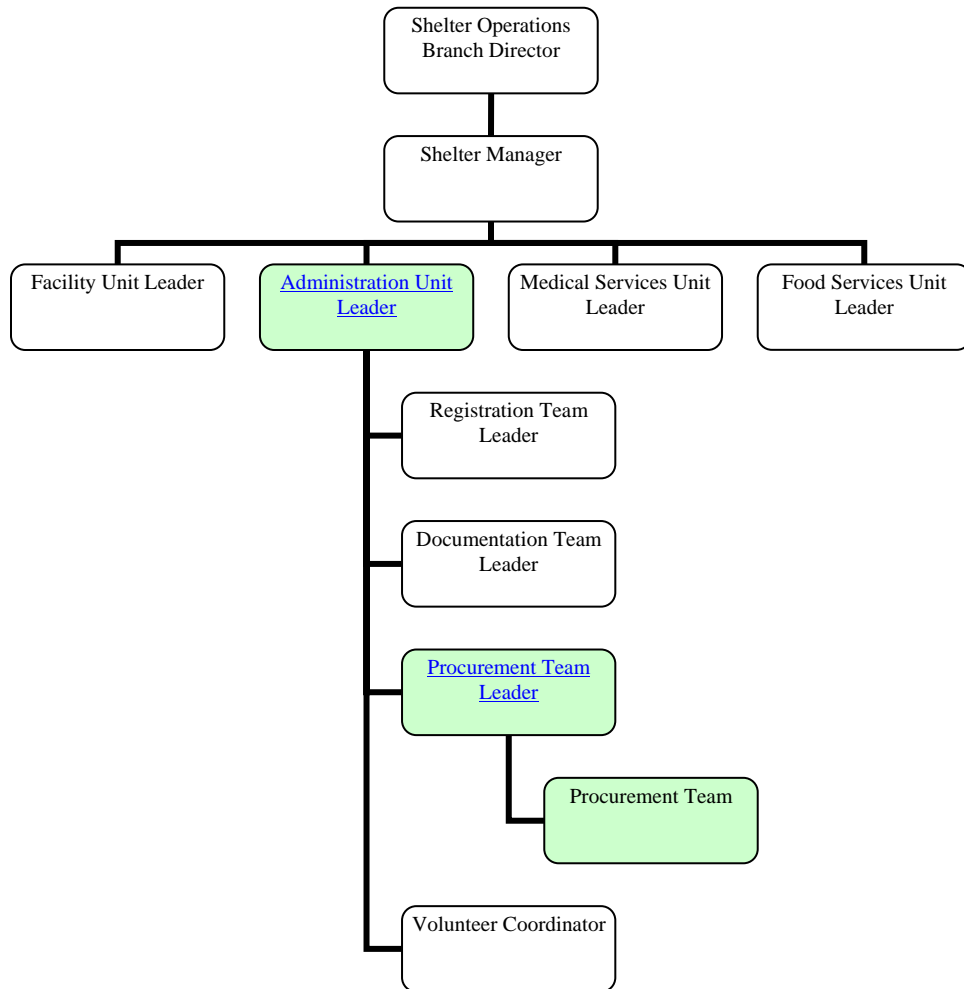 Shelter Operations
Branch Director
Shelter Manager
Facility Unit Leader
Administration Unit
Leader
Medical Services Unit
Leader
Food Services Unit
Leader
Registration Team
Leader
Documentation Team
Leader
Procurement Team
Leader
Procurement Team
Volunteer Coordinator